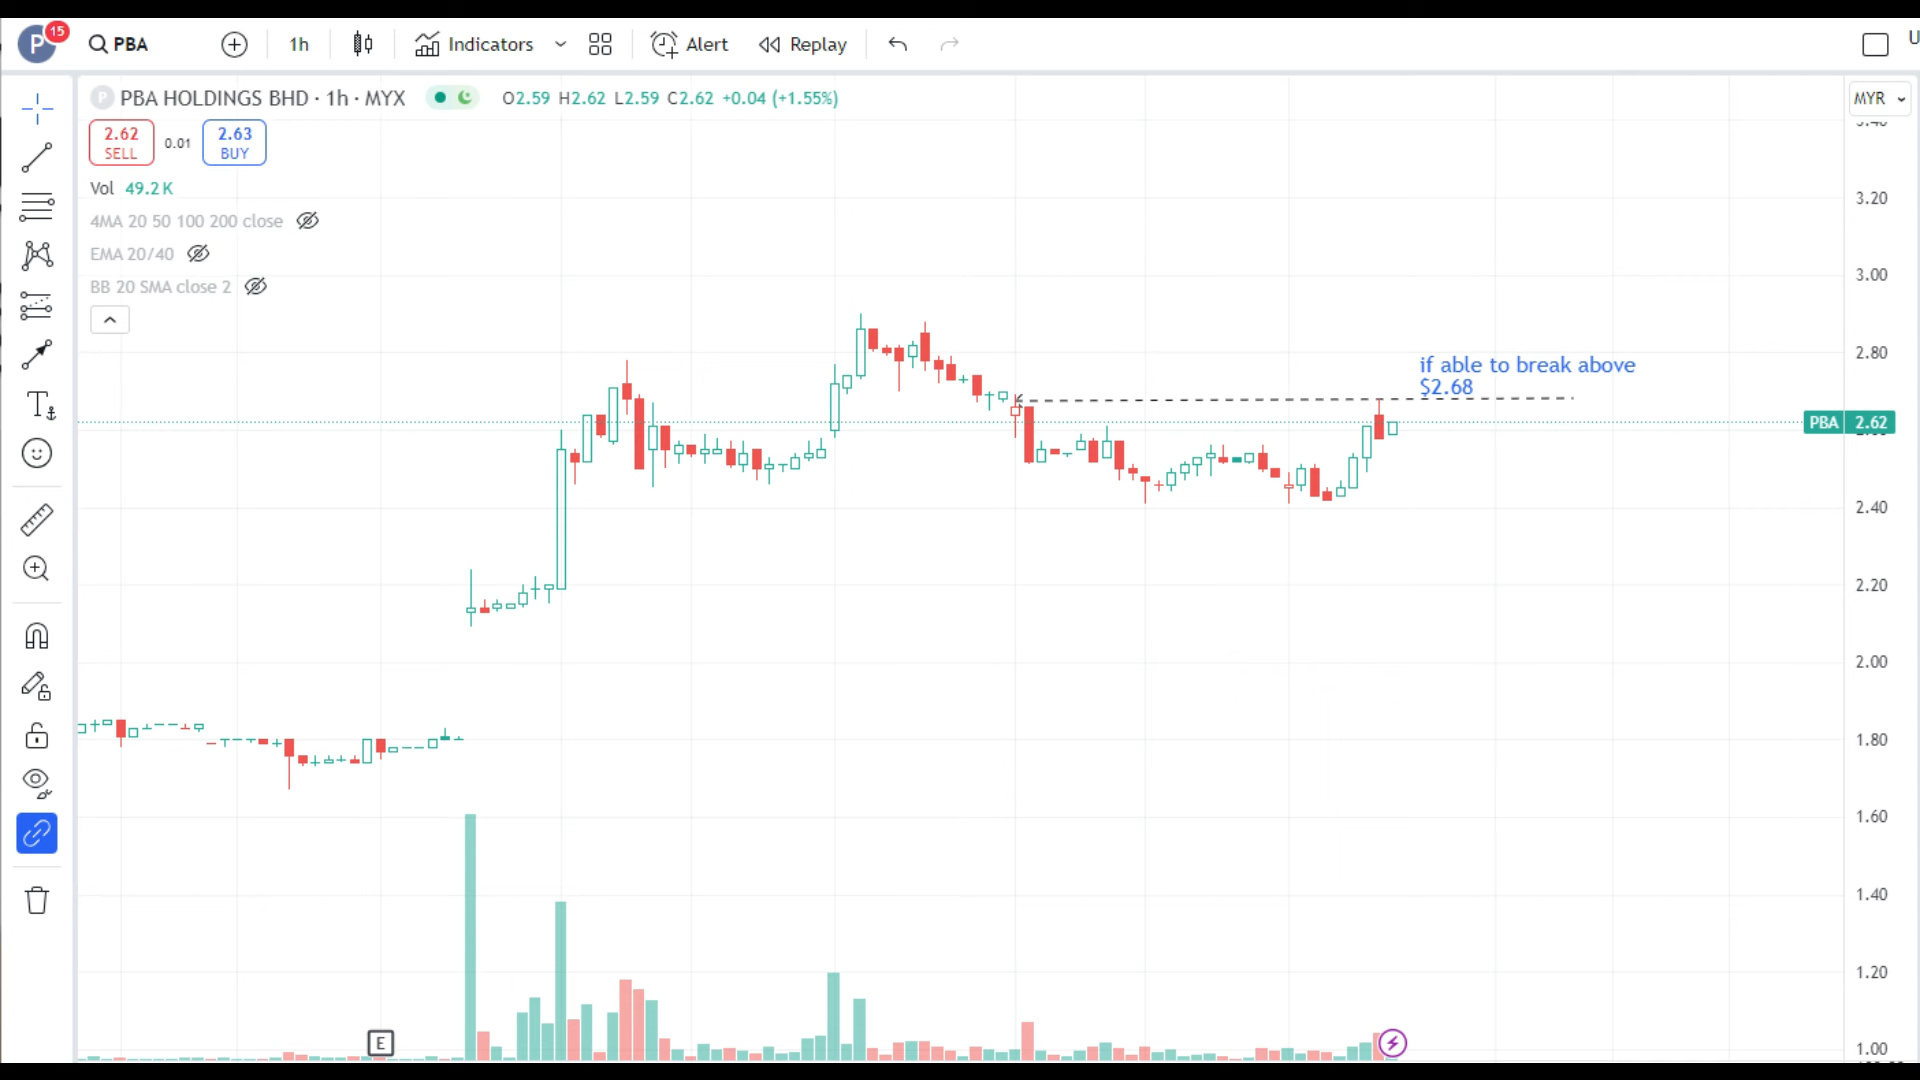 P
15
PBA
1h
Indicators
Alert
Replay
U
P
PBA HOLDINGS BHD · 1h · MYX
O2.59 H2.62 L2.59 C2.62 +0.04 (+1.55%)
MYR
2.62
SELL
0.01
2.63
BUY
Vol 49.2 K
4MA 20 50 100 200 close
EMA 20/40
BB 20 SMA close 2
3.20
3.00
2.80
if able to break above
$2.68
PBA 2.62
2.40
2.20
2.00
1.80
1.60
1.40
1.20
E
1.00